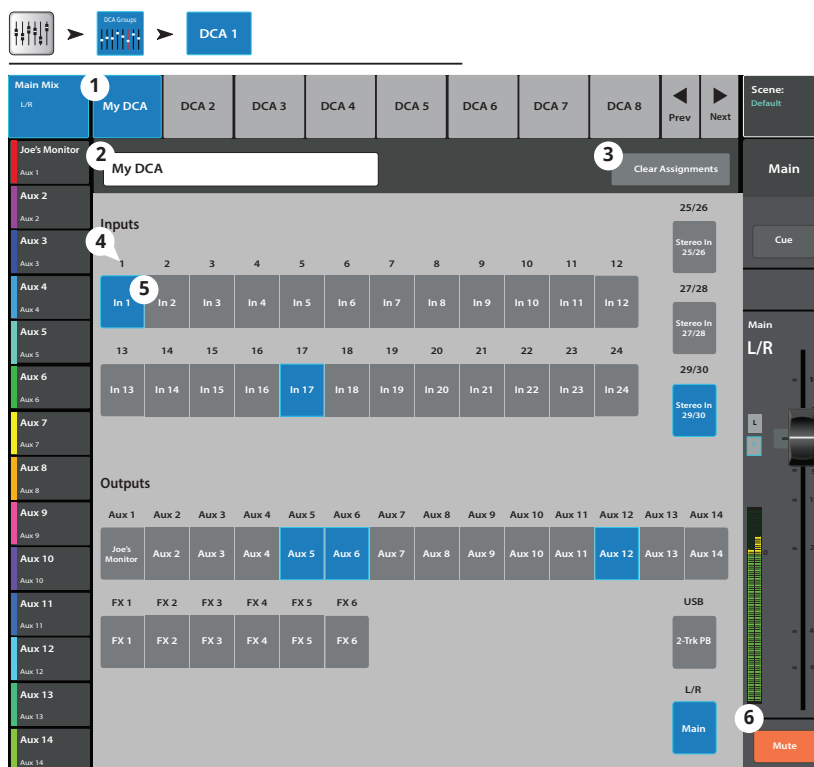 DCA Groups
DCA 1
Main Mix
L/R
1
My DCA
DCA 2
DCA 3
DCA 4
DCA 5
DCA 6
DCA 7
DCA 8
Prev
Next
Scene:
Default
Joe's Monitor
Aux 1
Aux 2
Aux 2
Aux 3
Aux 3
Aux 4
Aux 4
Aux 5
Aux 5
Aux 6
Aux 6
Aux 7
Aux 7
Aux 8
Aux 8
Aux 9
Aux 9
Aux 10
Aux 10
Aux 11
Aux 11
Aux 12
Aux 12
Aux 13
Aux 13
Aux 14
Aux 14
2
My DCA
3
Clear Assignments
Inputs
4
1 2 3 4 5 6 7 8 9 10 11 12
5
In 1 In 2 In 3 In 4 In 5 In 6 In 7 In 8 In 9 In 10 In 11 In 12
13 14 15 16 17 18 19 20 21 22 23 24
In 13 In 14 In 15 In 16 In 17 In 18 In 19 In 20 In 21 In 22 In 23 In 24
25/26
Stereo In
25/26
27/28
Stereo In
27/28
29/30
Stereo In
29/30
Outputs
Aux 1 Aux 2 Aux 3 Aux 4 Aux 5 Aux 6 Aux 7 Aux 8 Aux 9 Aux 10 Aux 11 Aux 12 Aux 13 Aux 14
Joe's
Monitor
Aux 2 Aux 3 Aux 4 Aux 5 Aux 6 Aux 7 Aux 8 Aux 9 Aux 10 Aux 11 Aux 12 Aux 13 Aux 14
FX 1 FX 2 FX 3 FX 4 FX 5 FX 6
FX 1 FX 2 FX 3 FX 4 FX 5 FX 6
USB
2-Trk PB
L/R
Main
Main
Cue
Main
L/R
L
6
Mute